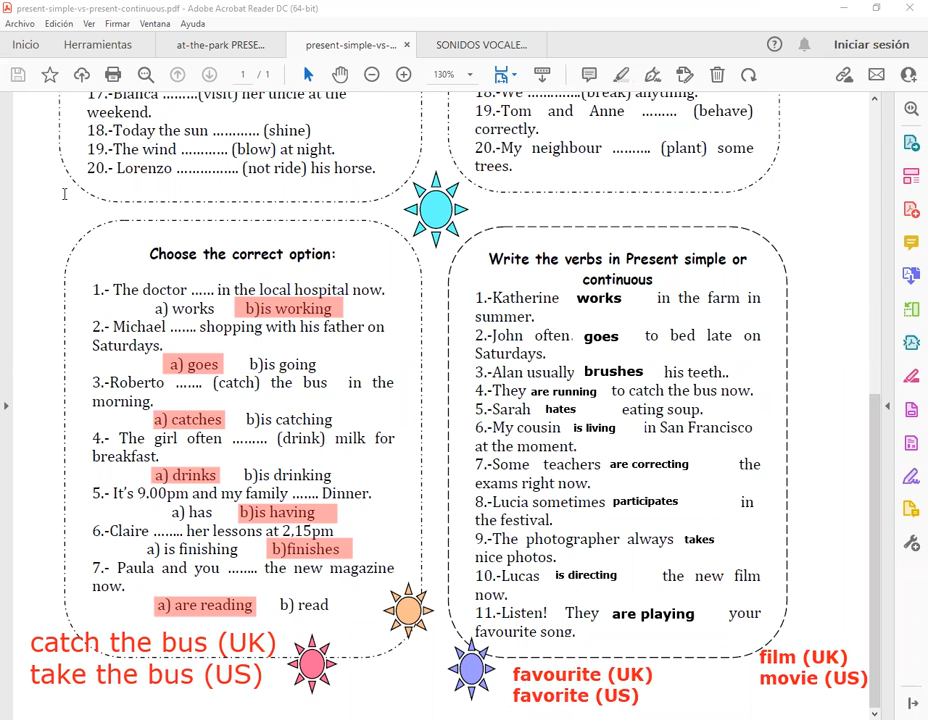 present-simple-vs-present-continuous.pdf - Adobe Acrobat Reader DC (64-bit)
Archivo Edición Ver Firmar Ventana Ayuda
Inicio Herramientas at-the-park PRESE... present-simple-vs-... × SONIDOS VOCALE... Iniciar sesión
1 / 1 130%
17.-Bianca .........(visit) her uncle at the
weekend.
18.-Today the sun ............ (shine)
19.-The wind ............ (blow) at night.
20.- Lorenzo ................ (not ride) his horse.
18.-We .............(break) anything.
19.-Tom and Anne ......... (behave)
correctly.
20.-My neighbour .......... (plant) some
trees.
Choose the correct option:
1.- The doctor ...... in the local hospital now.
a) works b)is working
2.- Michael ....... shopping with his father on
Saturdays.
a) goes b)is going
3.-Roberto ....... (catch) the bus in the
morning.
a) catches b)is catching
4.- The girl often ......... (drink) milk for
breakfast.
a) drinks b)is drinking
5.- It's 9.00pm and my family ....... Dinner.
a) has b)is having
6.-Claire ........ her lessons at 2,15pm
a) is finishing b)finishes
7.- Paula and you ........ the new magazine
now.
a) are reading b) read
Write the verbs in Present simple or
continuous
1.-Katherine works in the farm in
summer.
2.-John often. goes to bed late on
Saturdays.
3.-Alan usually brushes his teeth..
4.-They are running to catch the bus now.
5.-Sarah hates eating soup.
6.-My cousin is living in San Francisco
at the moment.
7.-Some teachers are correcting the
exams right now.
8.-Lucia sometimes participates in
the festival.
9.-The photographer always takes
nice photos.
10.-Lucas is directing the new film
now.
11.-Listen! They are playing your
favourite song.
catch the bus (UK)
take the bus (US)
favourite (UK)
favorite (US)
film (UK)
movie (US)